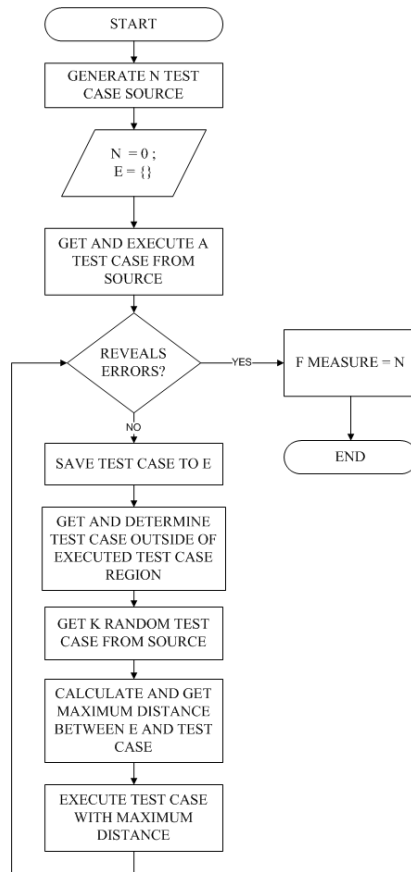 START
GENERATE N TEST
CASE SOURCE
N = 0 ;
E = {}
GET AND EXECUTE A
TEST CASE FROM
SOURCE
REVEALS
ERRORS?
YES
F MEASURE = N
END
NO
SAVE TEST CASE TO E
GET AND DETERMINE
TEST CASE OUTSIDE OF
EXECUTED TEST CASE
REGION
GET K RANDOM TEST
CASE FROM SOURCE
CALCULATE AND GET
MAXIMUM DISTANCE
BETWEEN E AND TEST
CASE
EXECUTE TEST CASE
WITH MAXIMUM
DISTANCE